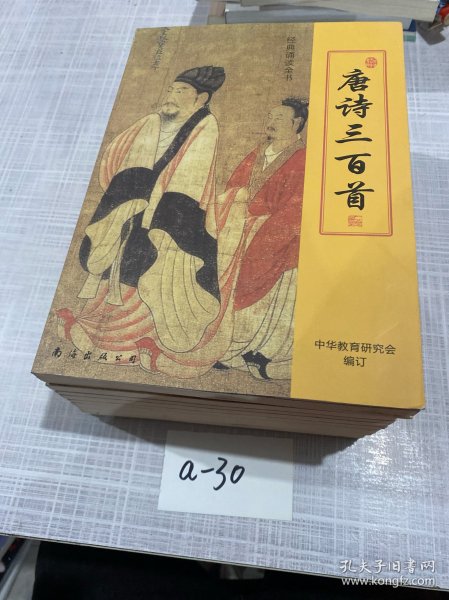 经典诵读全书
唐诗三百首
中华教育研究会
编订
南海出版公司
a-30
孔夫子旧书网
www.kongfz.com